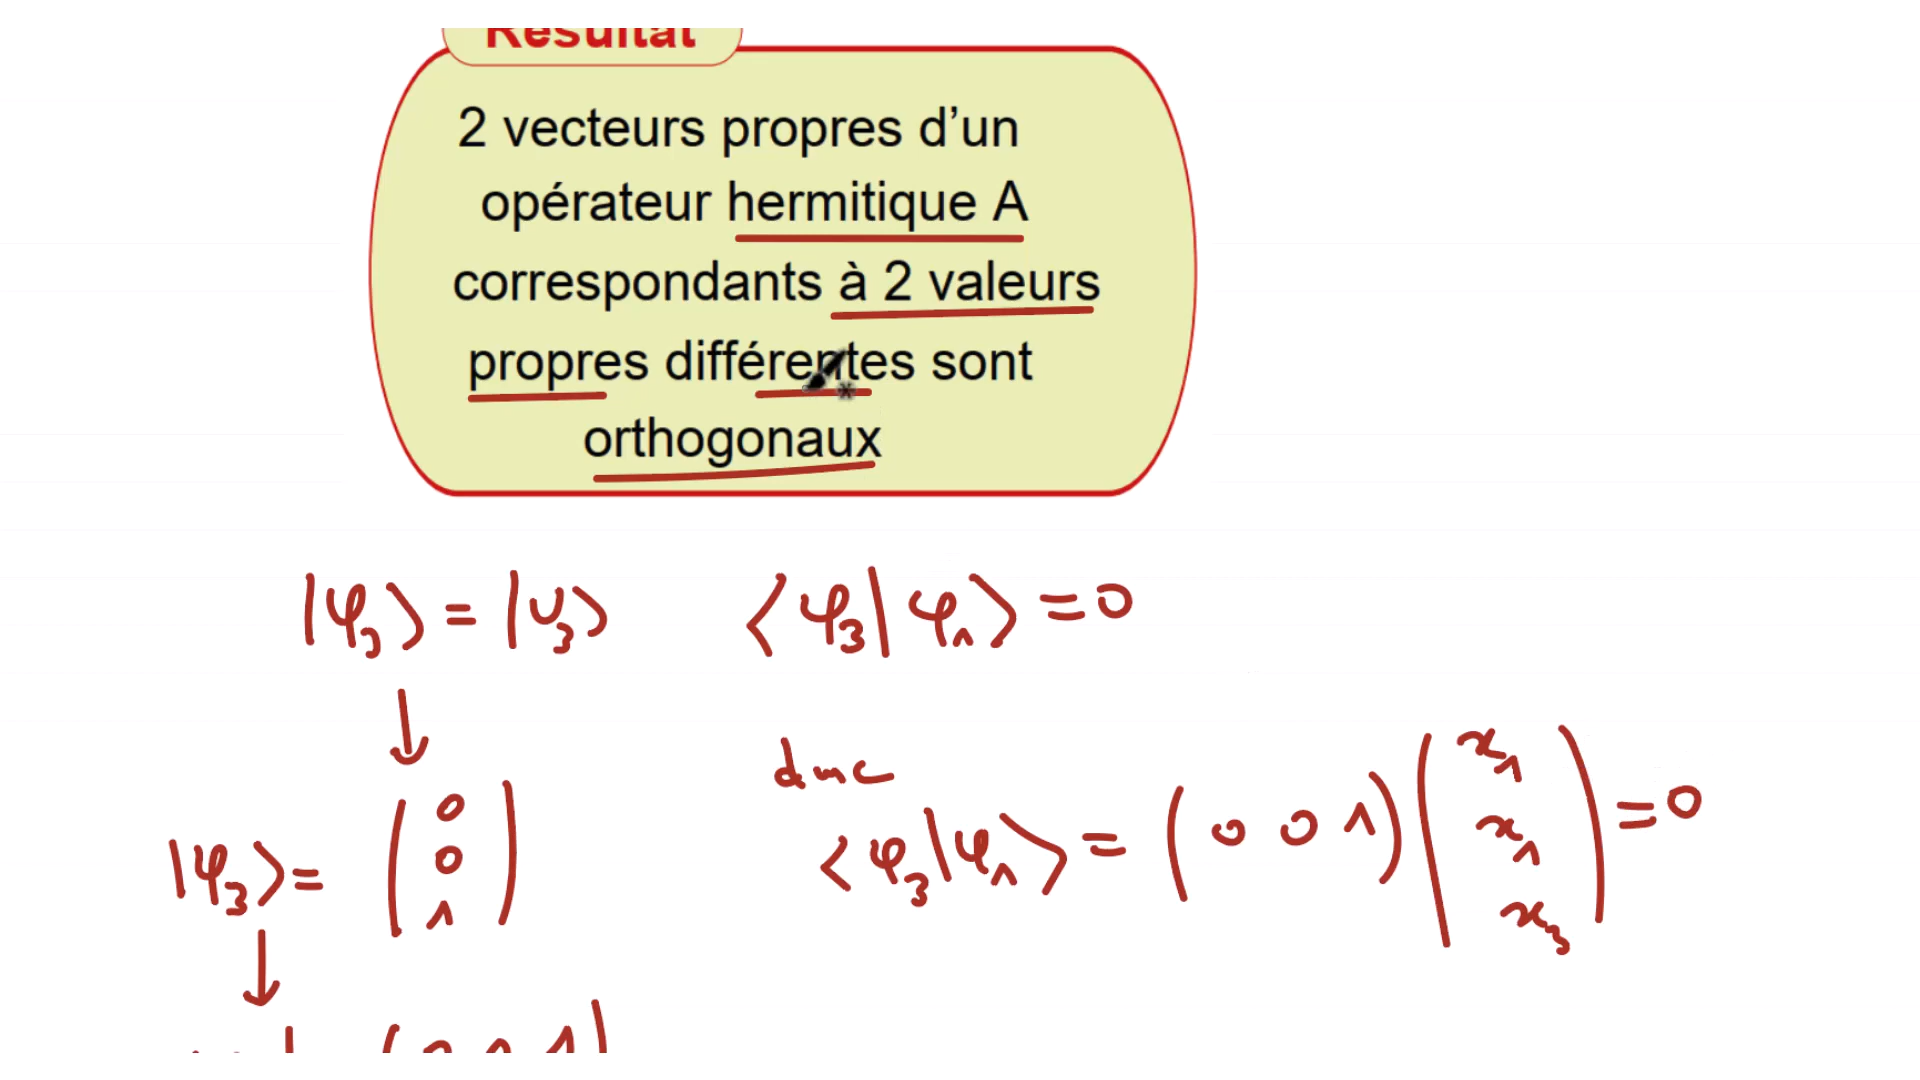 Résultat
2 vecteurs propres d’un
opérateur hermitique A
correspondants à 2 valeurs
propres différentes sont
orthogonaux
|φ₃⟩ = |u₃⟩
⟨φ₃|φ₁⟩ = 0
donc
|φ₃⟩ = ( 0 0 1 )
⟨φ₃|φ₁⟩ = ( 0 0 1 ) ( x₁ x₁ x₃ ) = 0